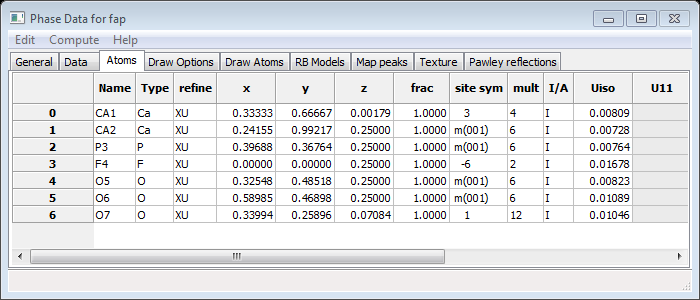 Phase Data for fap
Edit Compute Help
General Data Atoms Draw Options Draw Atoms RB Models Map peaks Texture Pawley reflections
Name Type refine x y z frac site sym mult I/A Uiso U11
0 CA1 Ca XU 0.33333 0.66667 0.00179 1.0000 3 4 I 0.00809
1 CA2 Ca XU 0.24155 0.99217 0.25000 1.0000 m(001) 6 I 0.00728
2 P3 P XU 0.39688 0.36764 0.25000 1.0000 m(001) 6 I 0.00764
3 F4 F XU 0.00000 0.00000 0.25000 1.0000 -6 2 I 0.01678
4 O5 O XU 0.32548 0.48518 0.25000 1.0000 m(001) 6 I 0.00823
5 O6 O XU 0.58985 0.46898 0.25000 1.0000 m(001) 6 I 0.01089
6 O7 O XU 0.33994 0.25896 0.07084 1.0000 1 12 I 0.01046